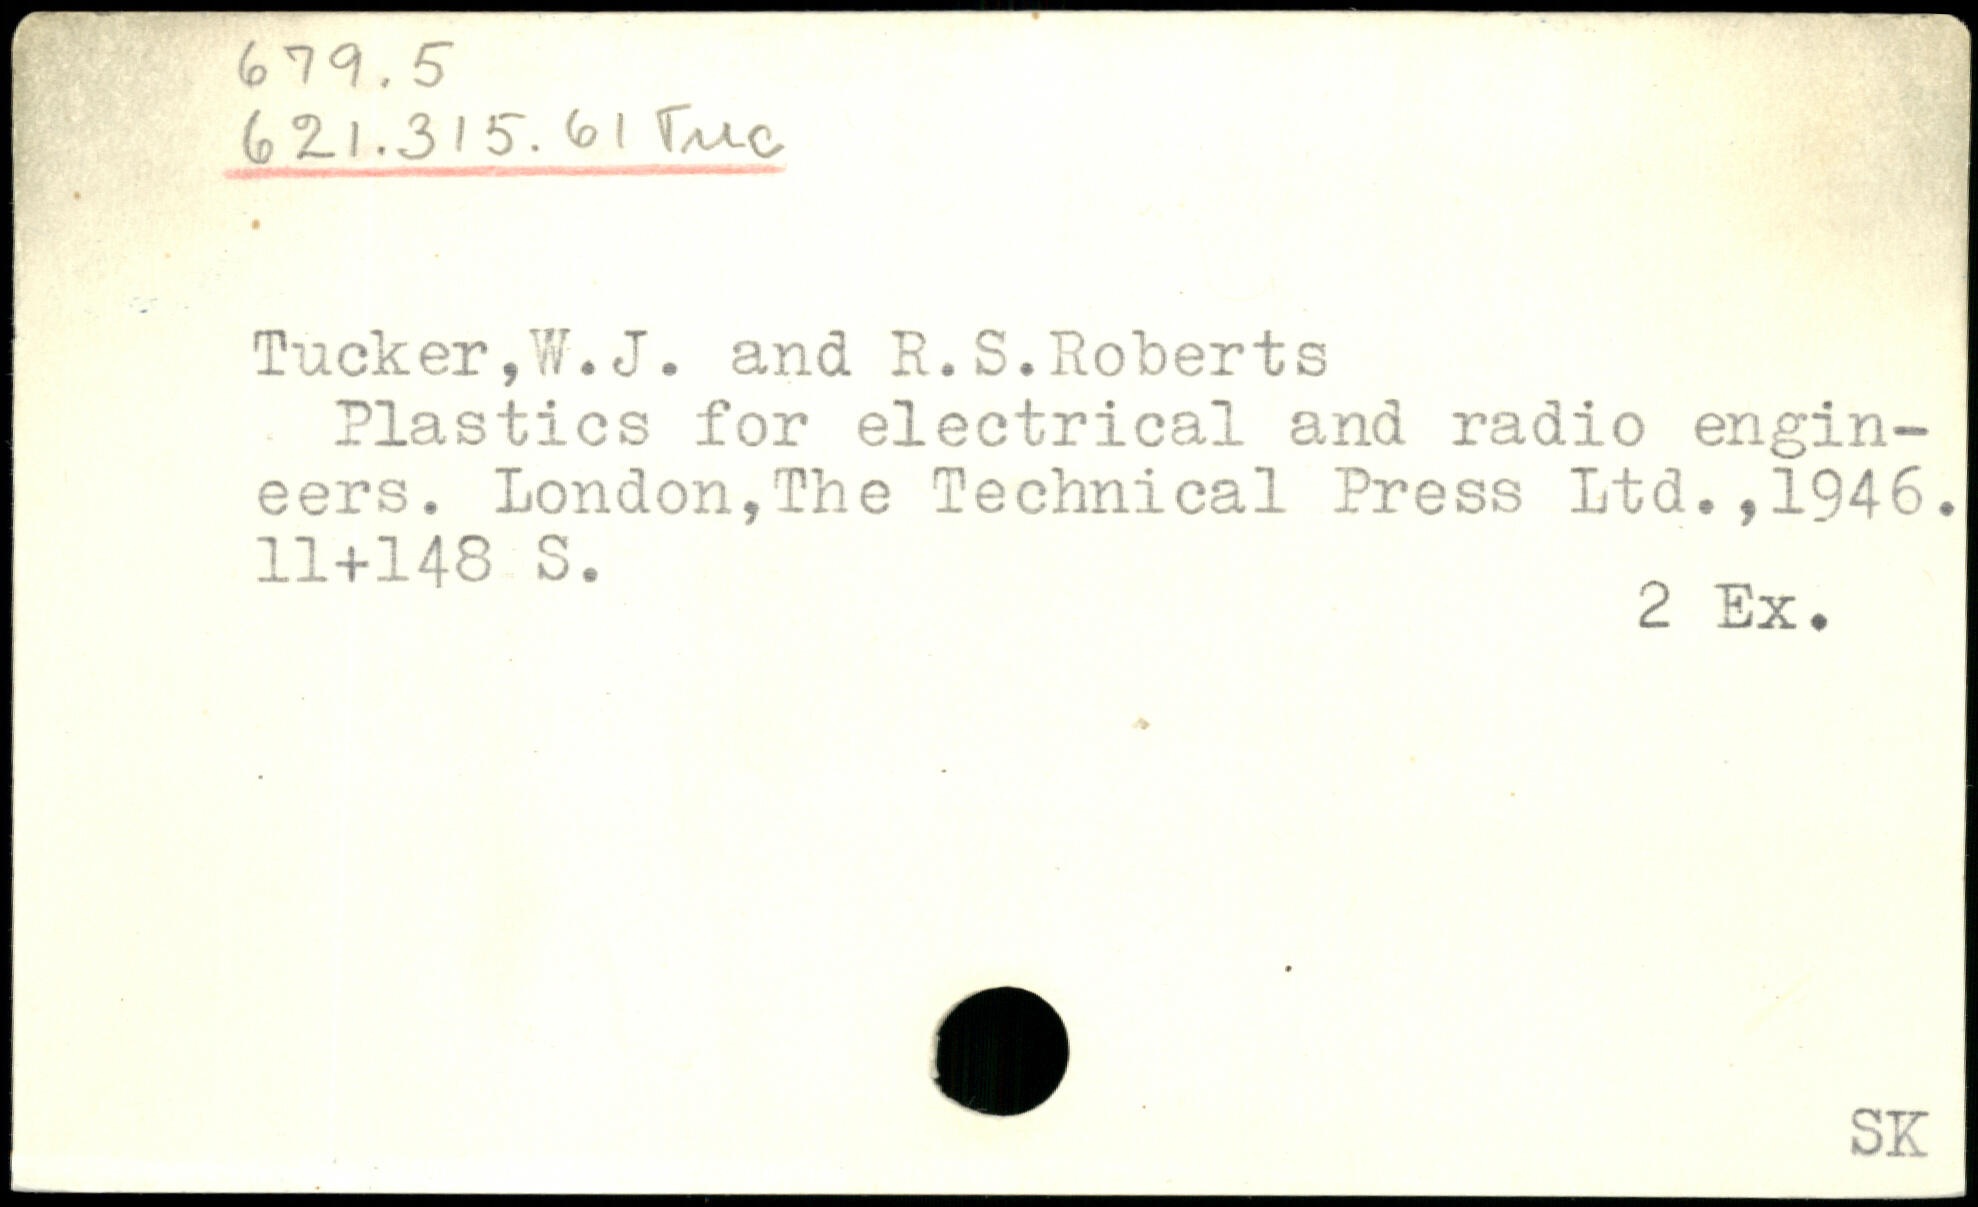 679.5
621.315.61 Tuc
Tucker,W.J. and R.S.Roberts
Plastics for electrical and radio engin-
eers. London,The Technical Press Ltd.,1946.
11+148 S.
2 Ex.
SK